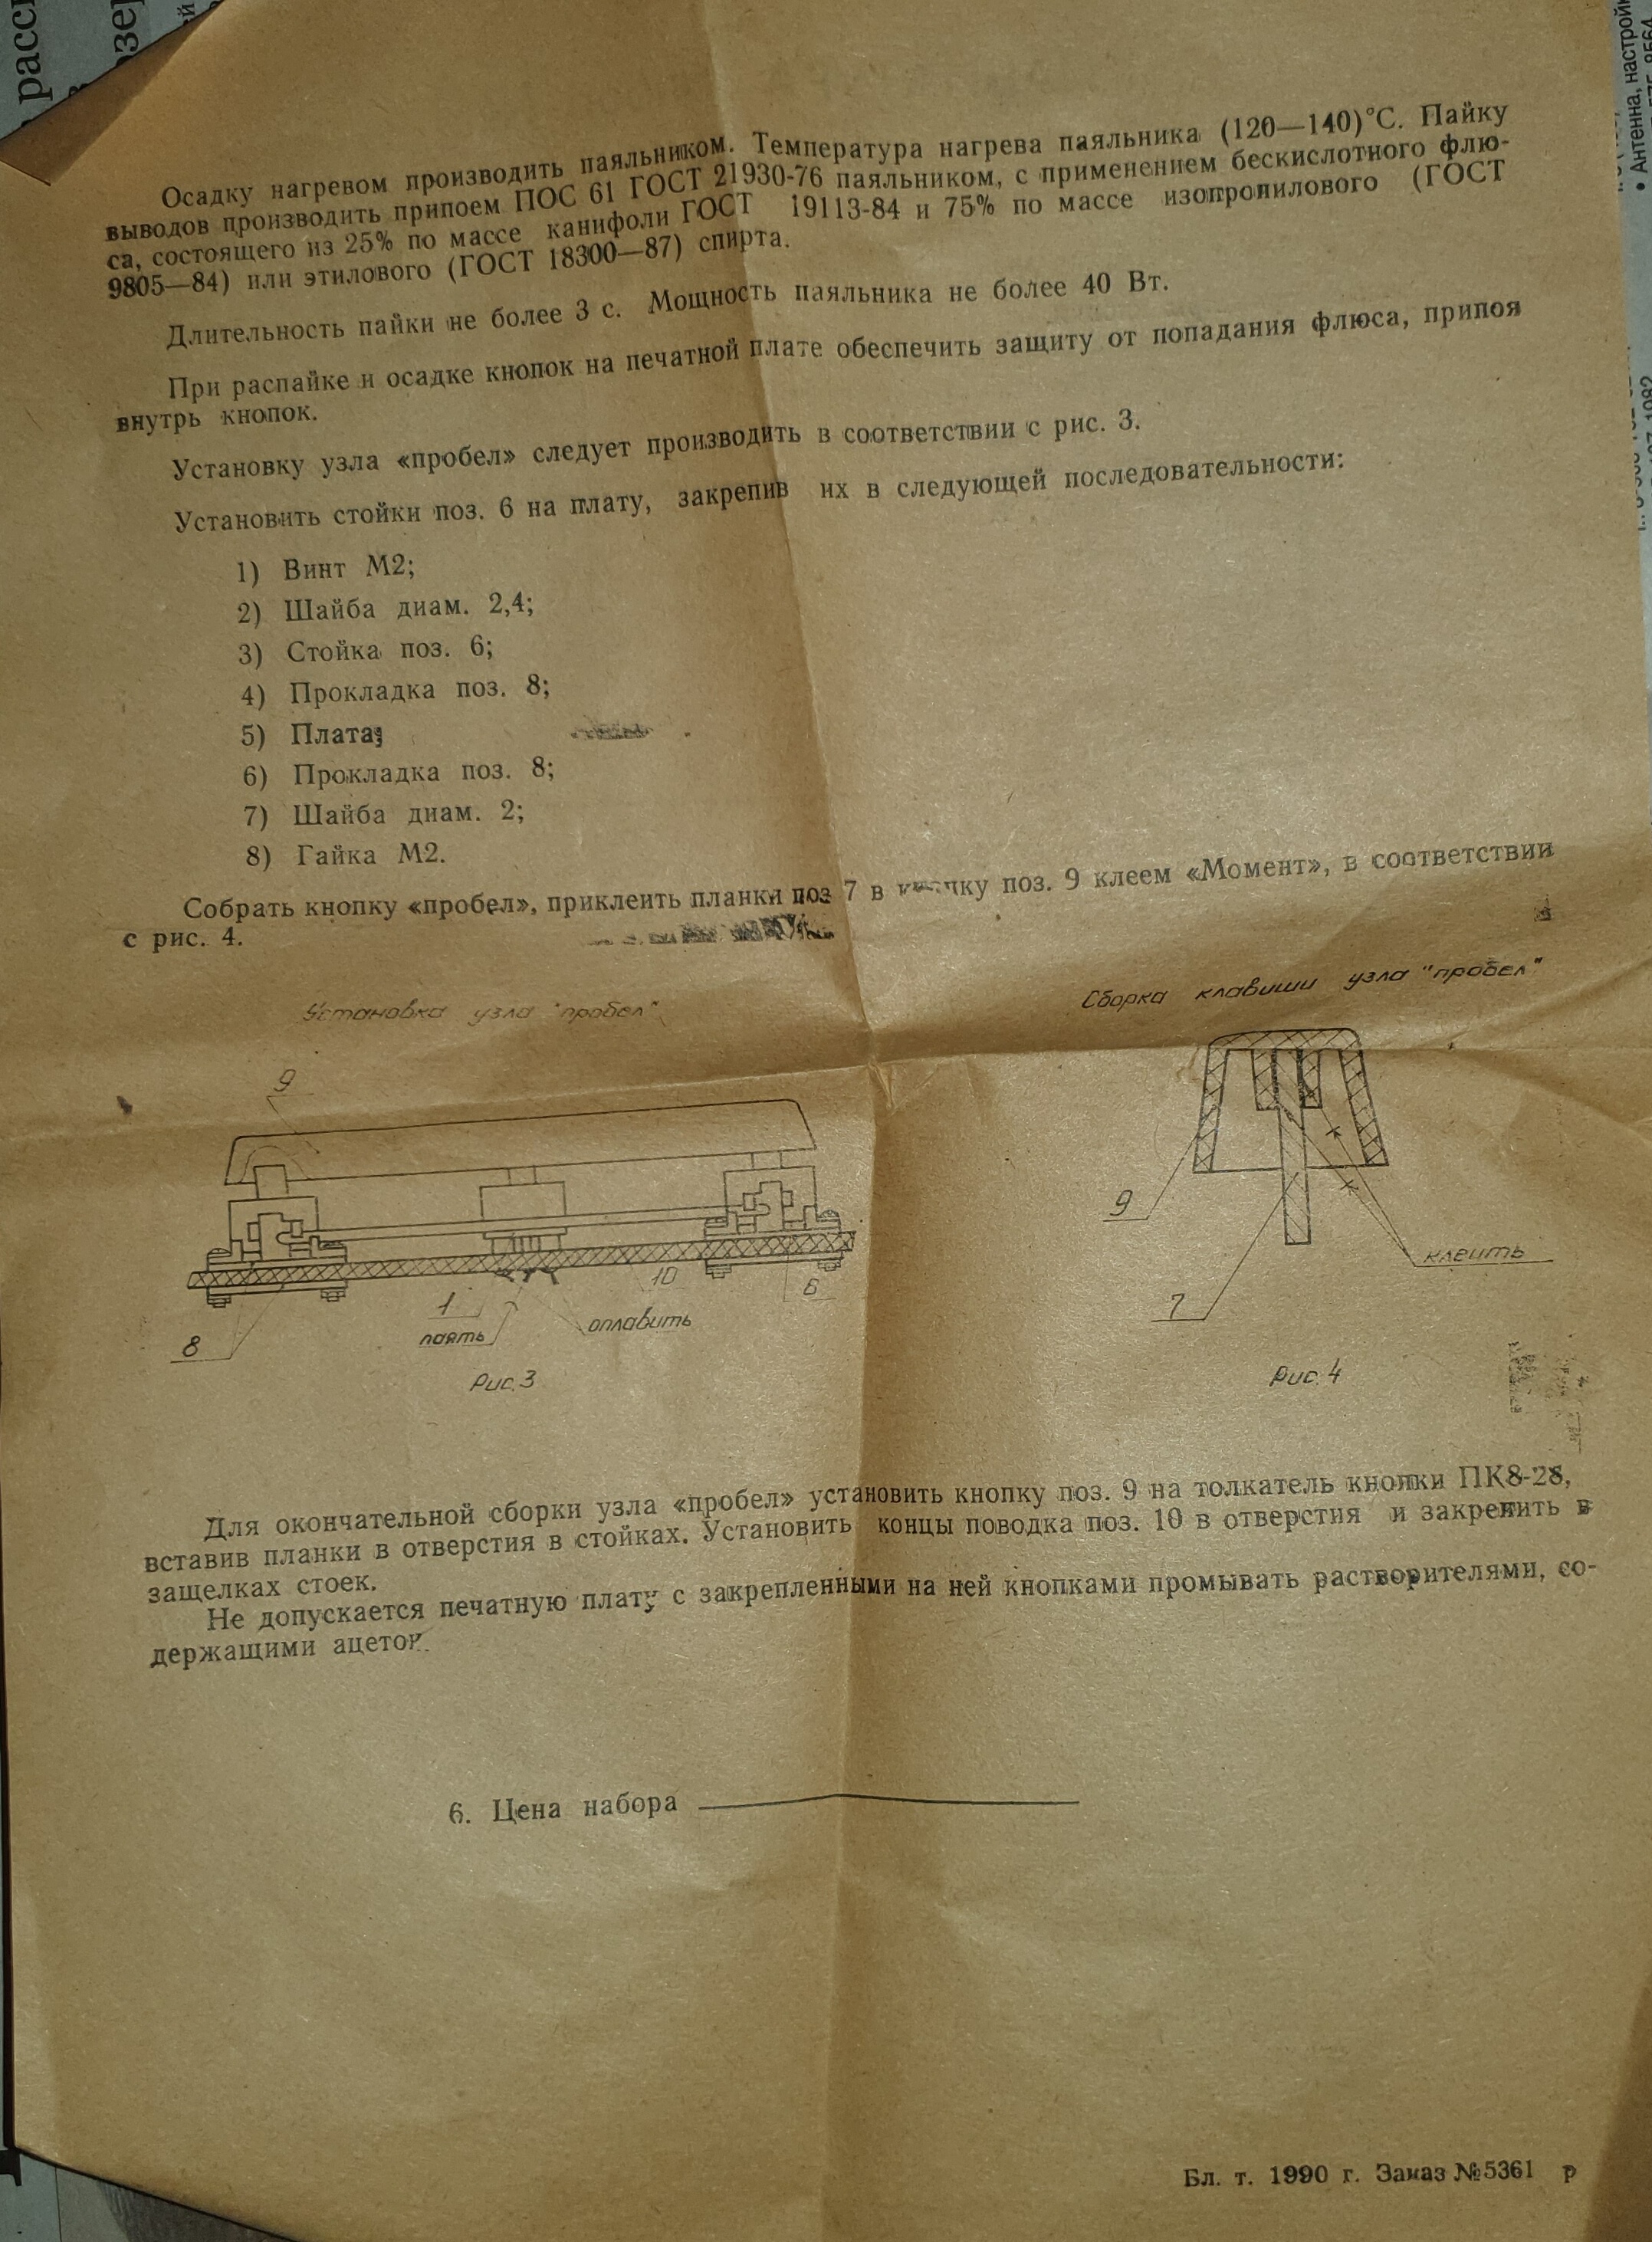 Осадку нагревом производить паяльником. Температура нагрева паяльника (120—140)°С. Пайку
выводов производить припоем ПОС 61 ГОСТ 21930-76 паяльником, с применением бескислотного флю-
са, состоящего из 25% по массе канифоли ГОСТ 19113-84 и 75% по массе изопропилового (ГОСТ
9805—84) или этилового (ГОСТ 18300—87) спирта.
Длительность пайки не более 3 с. Мощность паяльника не более 40 Вт.
При распайке и осадке кнопок на печатной плате обеспечить защиту от попадания флюса, припоя
внутрь кнопок.
Установку узла «пробел» следует производить в соответствии с рис. 3.
Установить стойки поз. 6 на плату, закрепив их в следующей последовательности:
1) Винт М2;
2) Шайба диам. 2,4;
3) Стойка поз. 6;
4) Прокладка поз. 8;
5) Плата;
6) Прокладка поз. 8;
7) Шайба диам. 2;
8) Гайка М2.
Собрать кнопку «пробел», приклеить планки поз 7 в кнопку поз. 9 клеем «Момент», в соответствии
с рис. 4.
Установка узла "пробел"
9
8
1
паять
оплавить
10
6
Рис.3
Сборка клавиши узла "пробел"
9
7
клеить
Рис.4
Для окончательной сборки узла «пробел» установить кнопку поз. 9 на толкатель кнопки ПК8-28,
вставив планки в отверстия в стойках. Установить концы поводка поз. 10 в отверстия и закрепить в
защелках стоек.
Не допускается печатную плату с закрепленными на ней кнопками промывать растворителями, со-
держащими ацетон.
6. Цена набора
Бл. т. 1990 г. Заказ №5361 р
• Антенна, настройк